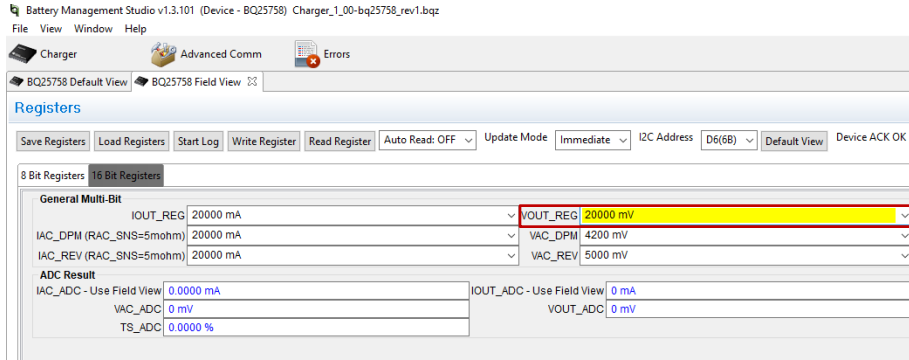 Battery Management Studio v1.3.101 (Device - BQ25758) Charger_1_00-bq25758_rev1.bqz
File View Window Help
Charger Advanced Comm Errors
BQ25758 Default View BQ25758 Field View
Registers
Save Registers Load Registers Start Log Write Register Read Register Auto Read: OFF Update Mode Immediate I2C Address D6(6B) Default View Device ACK OK
8 Bit Registers 16 Bit Registers
General Multi-Bit
IOUT_REG 20000 mA VOUT_REG 20000 mV
IAC_DPM (RAC_SNS=5mohm) 20000 mA VAC_DPM 4200 mV
IAC_REV (RAC_SNS=5mohm) 20000 mA VAC_REV 5000 mV
ADC Result
IAC_ADC - Use Field View 0.0000 mA IOUT_ADC - Use Field View 0 mA
VAC_ADC 0 mV VOUT_ADC 0 mV
TS_ADC 0.0000 %